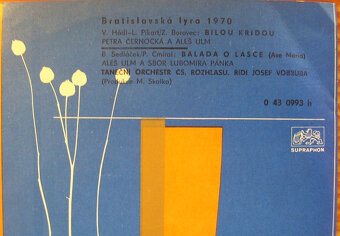 Bratislavská lyra 1970
V. Hádl-L. Pikart/Z. Borovec: BÍLOU KŘÍDOU
PETRA ČERNOCKÁ A ALEŠ ULM
B. Sedláček/P. Cmíral: BALADA O LÁSCE (Ave Maria)
ALEŠ ULM A SBOR LUBOMÍRA PÁNKA
TANEČNÍ ORCHESTR ČS. ROZHLASU. ŘÍDÍ JOSEF VOBRUBA
(Produkce M. Skalka)
0 43 0993 h
SUPRAPHON